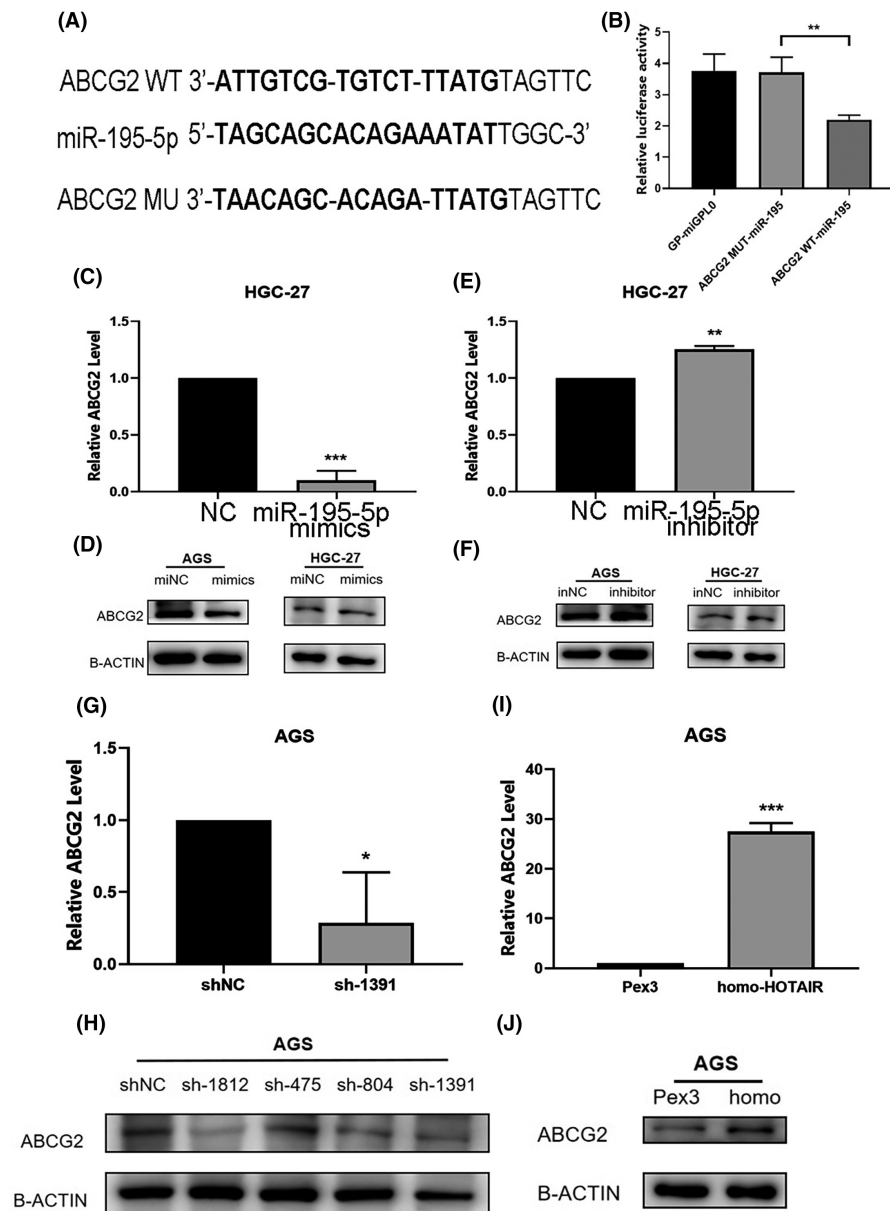 (A)
ABCG2 WT 3'-ATTGTCG-TGTCT-TTATGTAGTTC
miR-195-5p 5'-TAGCAGCACAGAAATATTGGC-3'
ABCG2 MU 3'-TAACAGC-ACAGA-TTATGTAGTTC
(B)
Relative luciferase activity
5
4
3
2
1
0
**
GP-miGPL0
ABCG2 MUT-miR-195
ABCG2 WT-miR-195
(C)
HGC-27
Relative ABCG2 Level
1.5
1.0
0.5
0.0
***
NC miR-195-5p
mimics
(E)
HGC-27
Relative ABCG2 Level
1.5
1.0
0.5
0.0
**
NC miR-195-5p
inhibitor
(D)
AGS HGC-27
miNC mimics miNC mimics
ABCG2
B-ACTIN
(F)
AGS HGC-27
inNC inhibitor inNC inhibitor
ABCG2
B-ACTIN
(G)
AGS
Relative ABCG2 Level
1.5
1.0
0.5
0.0
*
shNC sh-1391
(I)
AGS
Relative ABCG2 Level
40
30
20
10
0
***
Pex3 homo-HOTAIR
(H)
AGS
shNC sh-1812 sh-475 sh-804 sh-1391
ABCG2
B-ACTIN
(J)
AGS
Pex3 homo
ABCG2
B-ACTIN